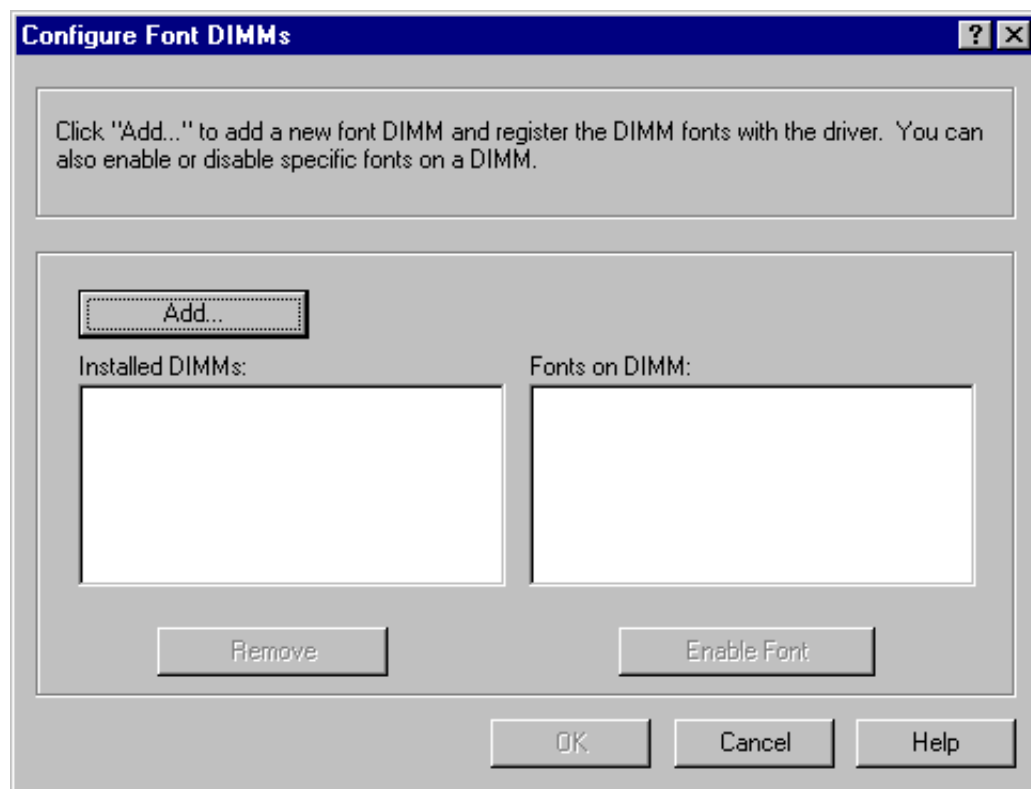 Configure Font DIMMs
Click "Add..." to add a new font DIMM and register the DIMM fonts with the driver.  You can
also enable or disable specific fonts on a DIMM.
Add...
Installed DIMMs:
Fonts on DIMM:
Remove
Enable Font
OK
Cancel
Help